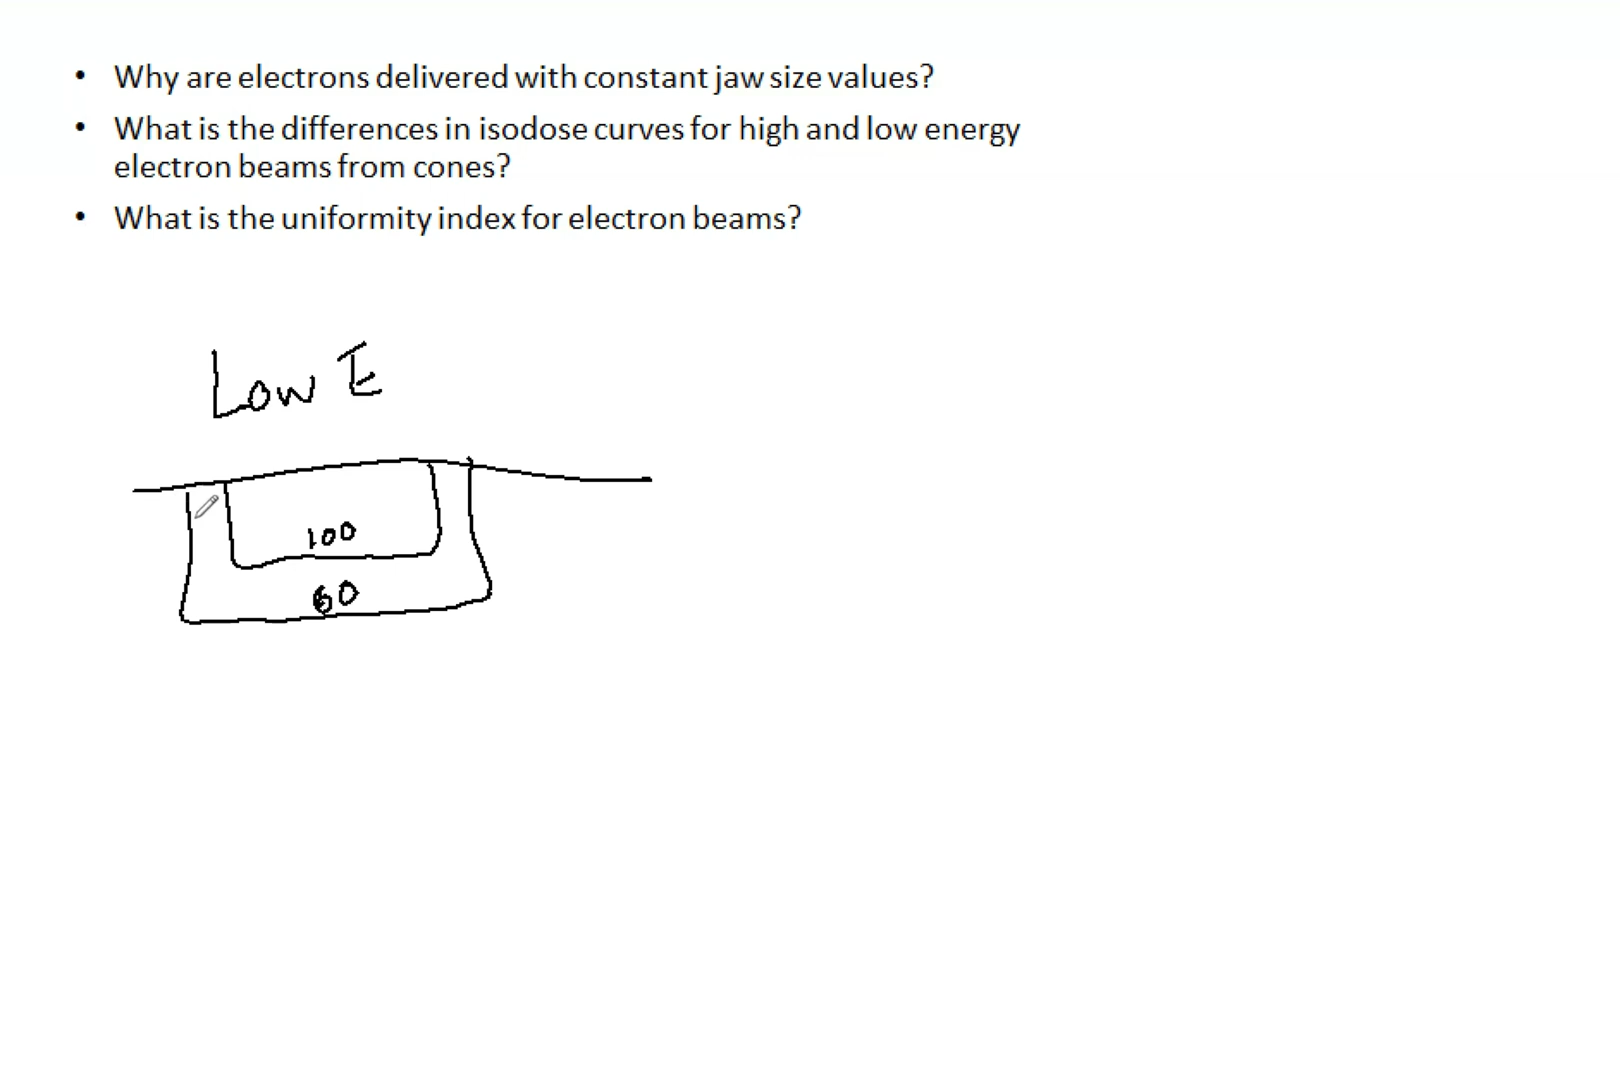 • Why are electrons delivered with constant jaw size values?
• What is the differences in isodose curves for high and low energy
electron beams from cones?
• What is the uniformity index for electron beams?
Low E
100
60